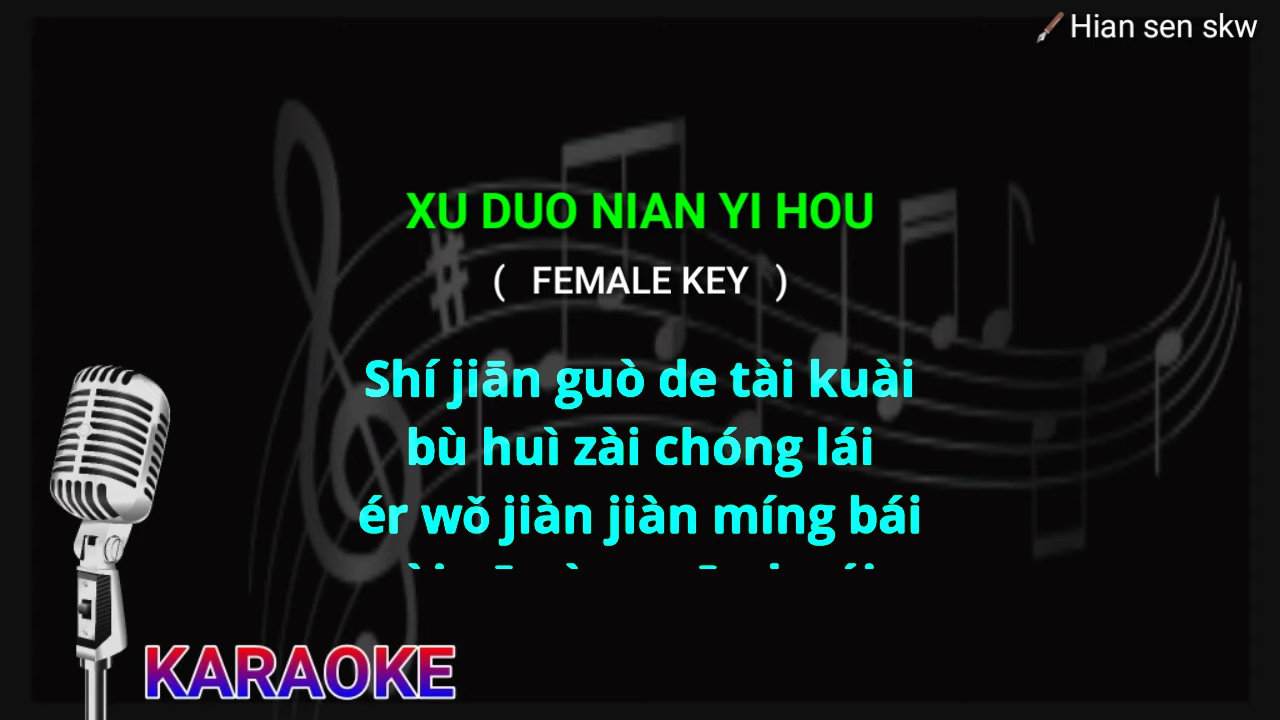 Hian sen skw
XU DUO NIAN YI HOU
( FEMALE KEY )
Shí jiān guò de tài kuài
bù huì zài chóng lái
ér wǒ jiàn jiàn míng bái
KARAOKE